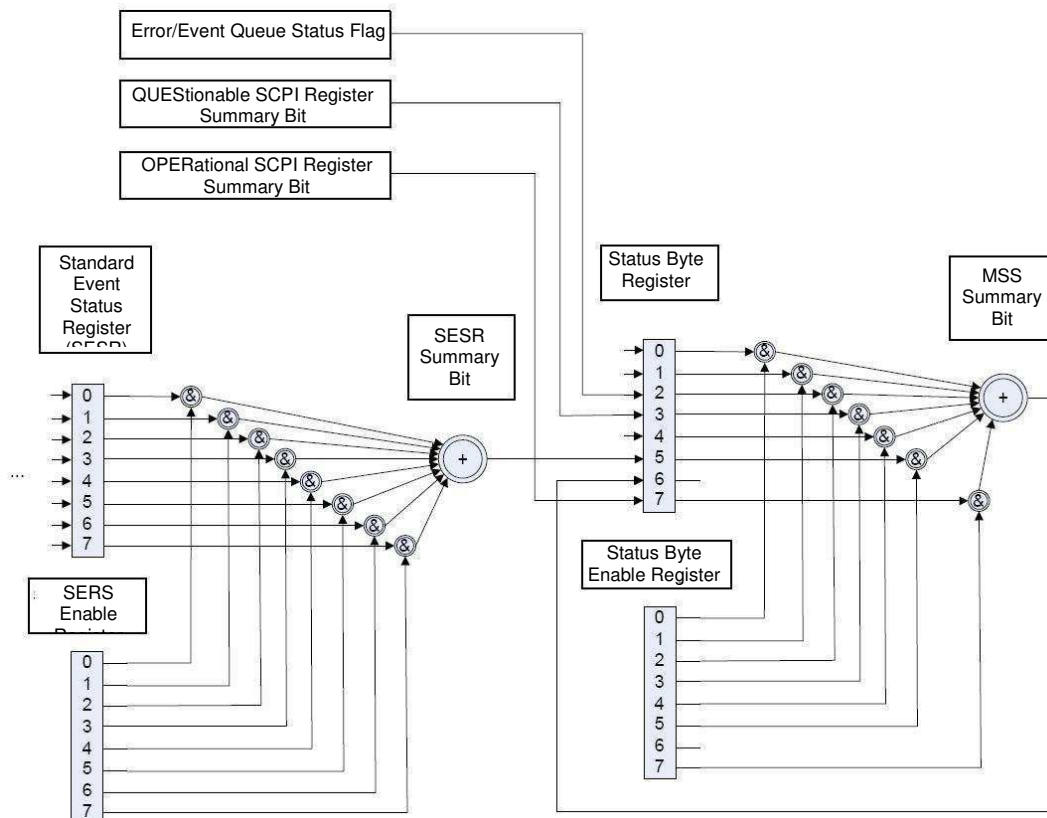 Error/Event Queue Status Flag
QUEStionable SCPI Register
Summary Bit
OPERational SCPI Register
Summary Bit
Standard
Event
Status
Register
(SESR)
SESR
Summary
Bit
Status Byte
Register
MSS
Summary
Bit
0
1
2
3
4
5
6
7
& & & & & & & &
+
...
0
1
2
3
4
5
6
7
& & & & & & &
+
SERS
Enable
Register
0
1
2
3
4
5
6
7
Status Byte
Enable Register
0
1
2
3
4
5
6
7